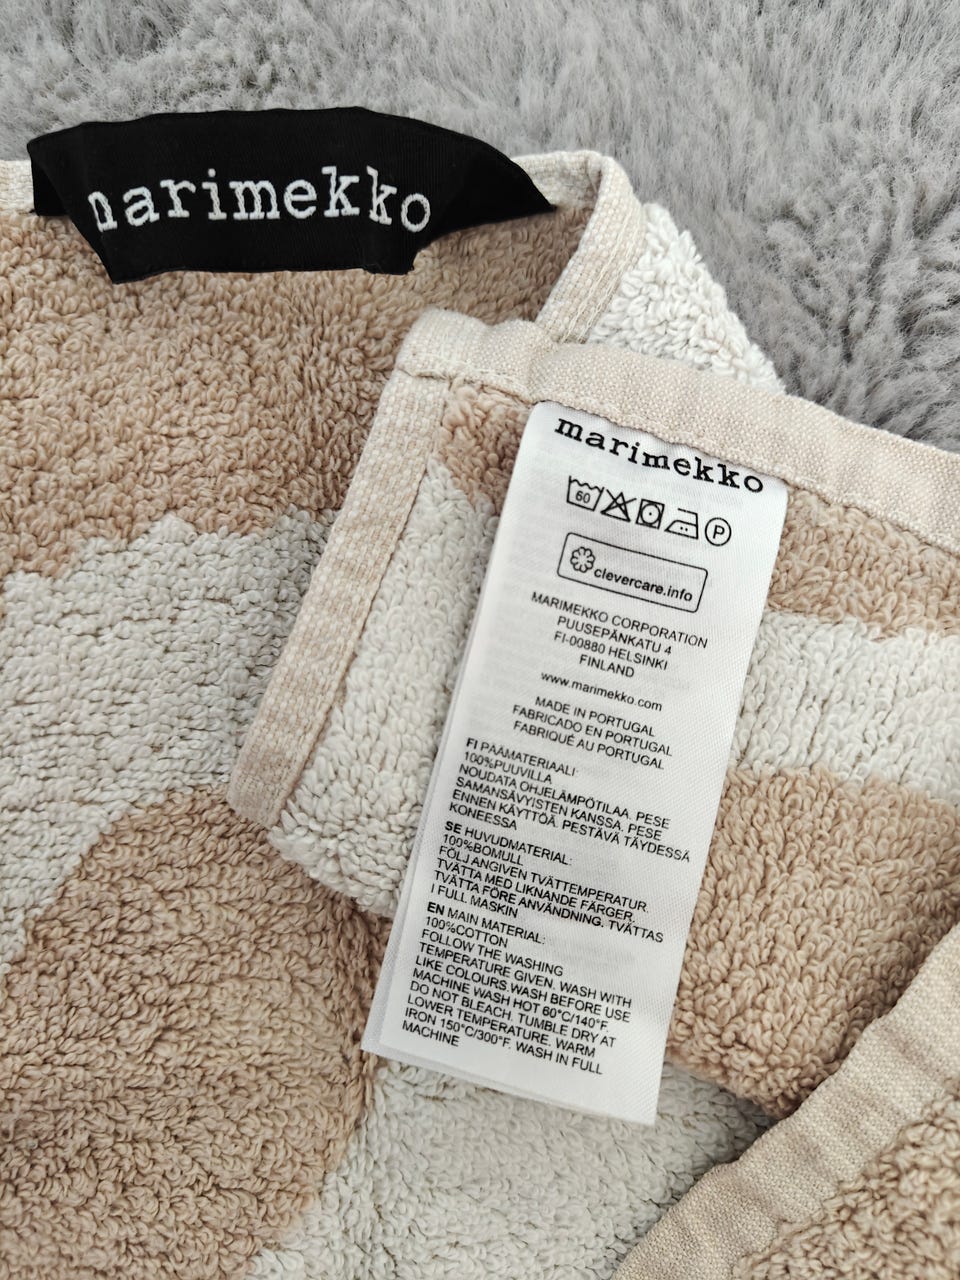 marimekko
marimekko
60 P
clevercare.info
MARIMEKKO CORPORATION
PUUSEPÄNKATU 4
FI-00880 HELSINKI
FINLAND
www.marimekko.com
MADE IN PORTUGAL
FABRICADO EN PORTUGAL
FABRIQUÉ AU PORTUGAL
FI PÄÄMATERIAALI:
100%PUUVILLA
NOUDATA OHJELÄMPÖTILAA. PESE
SAMANSÄVYISTEN KANSSA. PESE
ENNEN KÄYTTÖÄ. PESTÄVÄ TÄYDESSÄ
KONEESSA
SE HUVUDMATERIAL:
100%BOMULL
FÖLJ ANGIVEN TVÄTTEMPERATUR.
TVÄTTA MED LIKNANDE FÄRGER.
TVÄTTA FÖRE ANVÄNDNING. TVÄTTAS
I FULL MASKIN
EN MAIN MATERIAL:
100%COTTON
FOLLOW THE WASHING
TEMPERATURE GIVEN. WASH WITH
LIKE COLOURS.WASH BEFORE USE
MACHINE WASH HOT 60°C/140°F.
DO NOT BLEACH. TUMBLE DRY AT
LOWER TEMPERATURE. WARM
IRON 150°C/300°F. WASH IN FULL
MACHINE